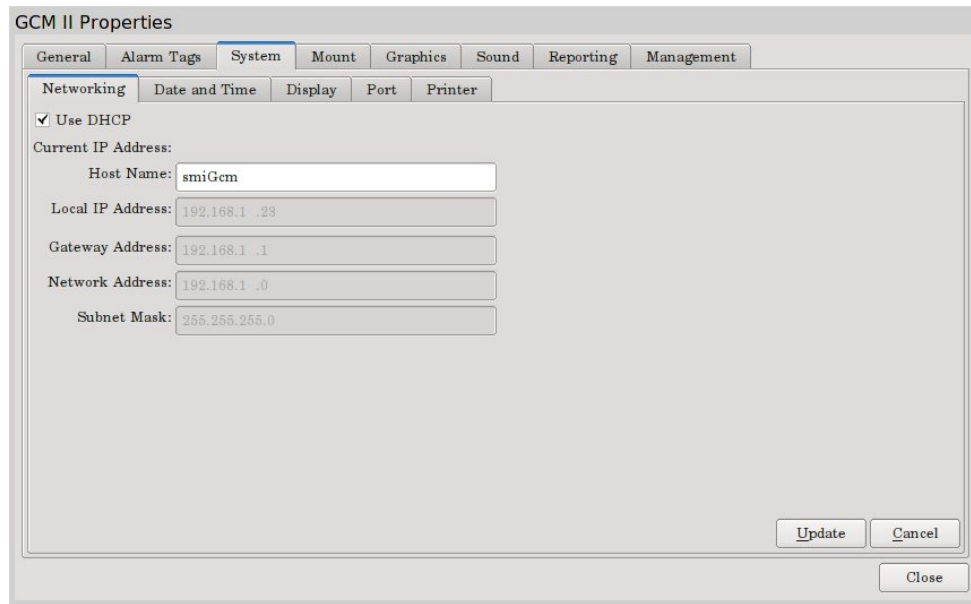 GCM II Properties
General Alarm Tags System Mount Graphics Sound Reporting Management
Networking Date and Time Display Port Printer
Use DHCP
Current IP Address:
Host Name: smiGcm
Local IP Address: 192.168.1 .23
Gateway Address: 192.168.1 .1
Network Address: 192.168.1 .0
Subnet Mask: 255.255.255.0
Update Cancel
Close